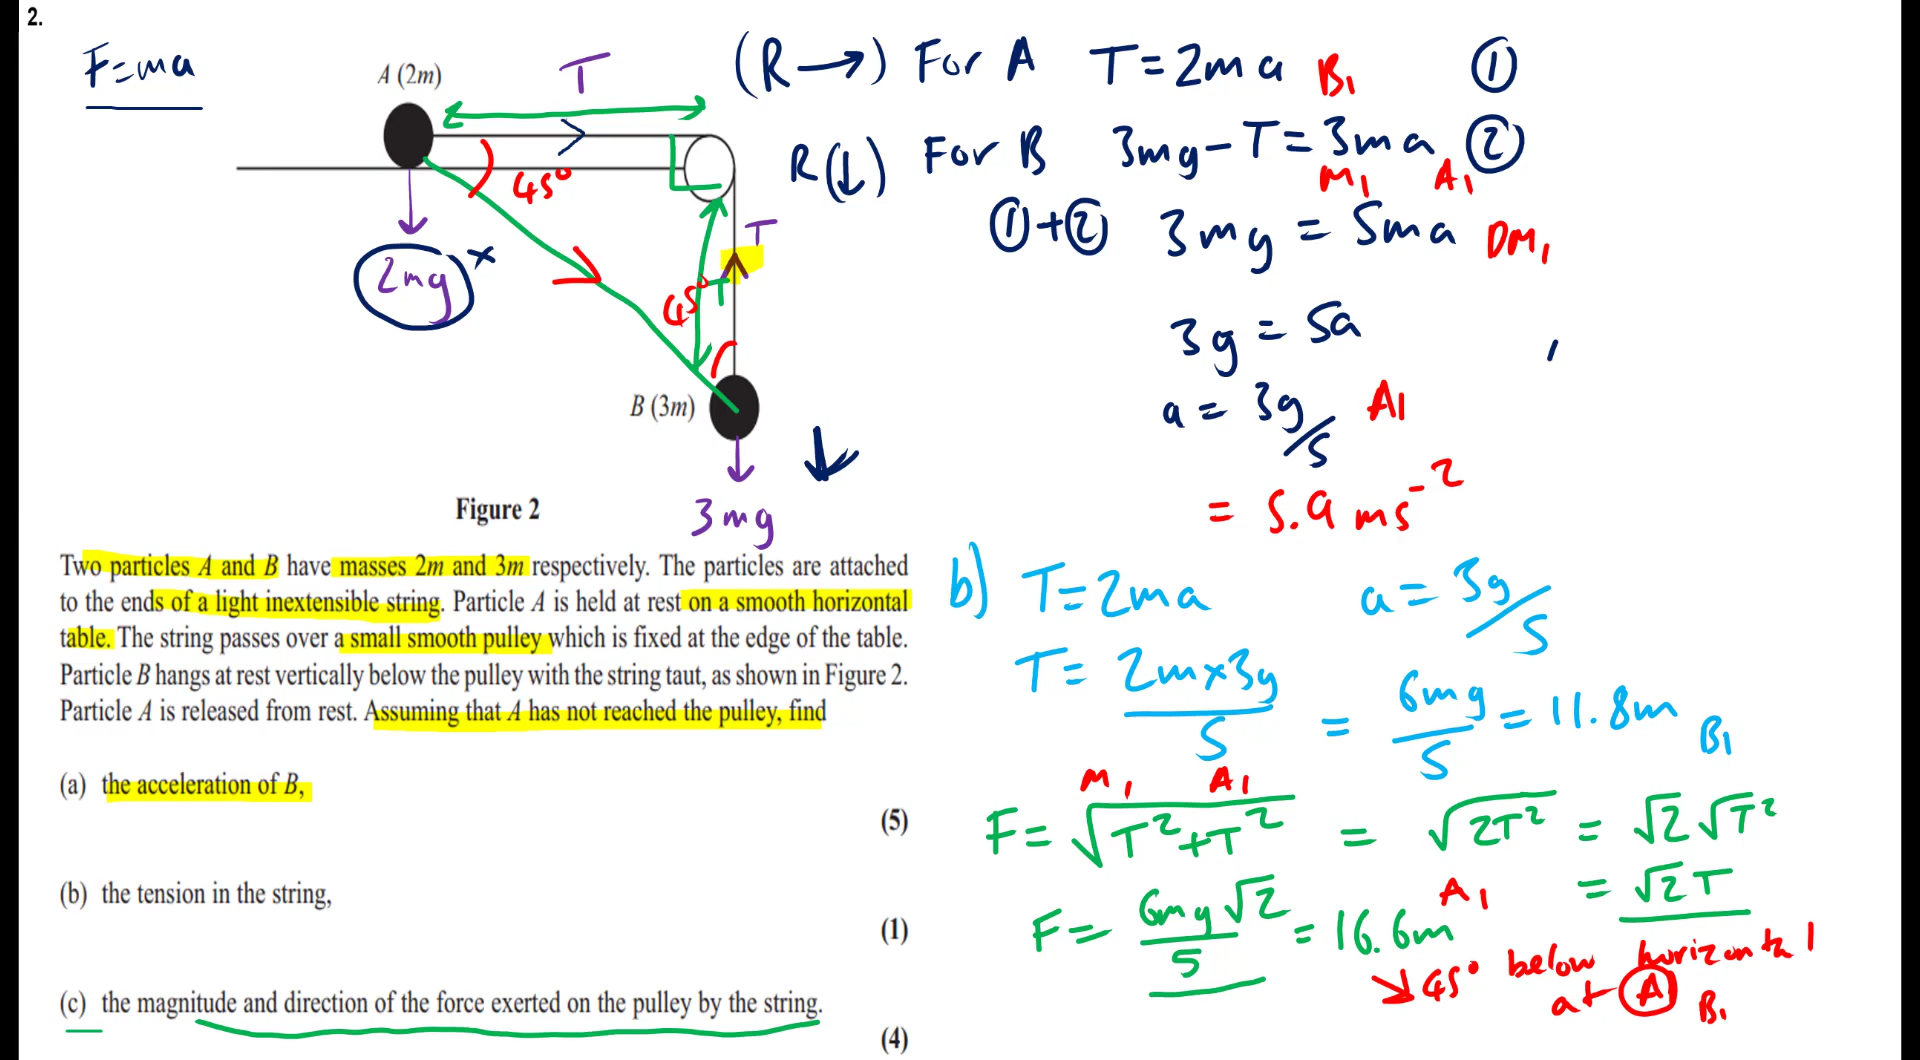 2.
F=ma
A (2m)
T
45°
2mg x
T
45°
T
B (3m)
3mg
Figure 2
(R→) For A T=2ma B1 ①
R(↓) For B 3mg-T=3ma ②
M1 A1
①+② 3mg = 5ma DM1
3g = 5a
a = 3g/5 A1
= 5.9 ms⁻²
Two particles A and B have masses 2m and 3m respectively. The particles are attached
to the ends of a light inextensible string. Particle A is held at rest on a smooth horizontal
table. The string passes over a small smooth pulley which is fixed at the edge of the table.
Particle B hangs at rest vertically below the pulley with the string taut, as shown in Figure 2.
Particle A is released from rest. Assuming that A has not reached the pulley, find
(a) the acceleration of B,
(5)
(b) the tension in the string,
(1)
(c) the magnitude and direction of the force exerted on the pulley by the string.
(4)
b) T=2ma a=3g/5
T= 2m×3g/5 = 6mg/5 = 11.8m B1
M1 A1
F= √T²+T² = √2T² = √2 √T²
= √2 T
F= 6mg√2/5 = 16.6m A1
↘ 45° below horizontal
at A B1